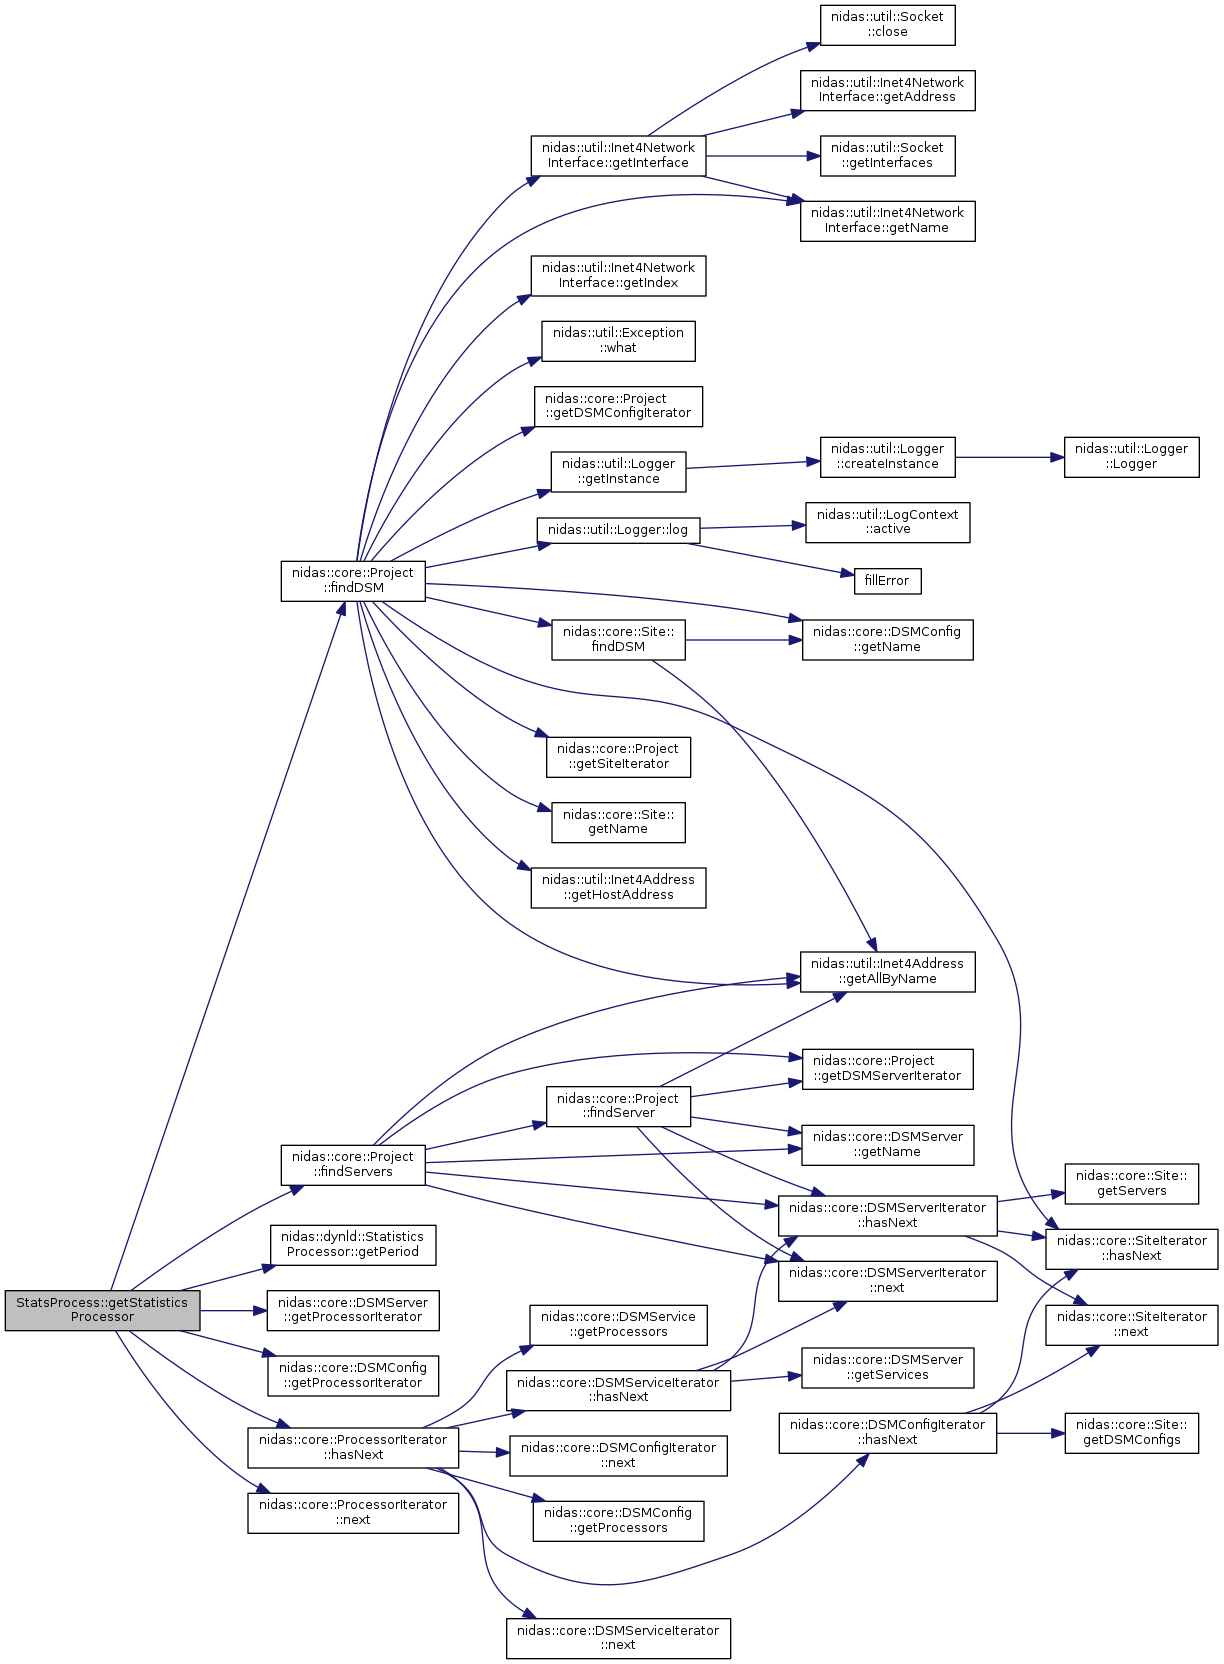 nidas::util::Socket
::close
nidas::util::Inet4Network
Interface::getAddress
nidas::util::Inet4Network
Interface::getInterface
nidas::util::Socket
::getInterfaces
nidas::util::Inet4Network
Interface::getName
nidas::util::Inet4Network
Interface::getIndex
nidas::util::Exception
::what
nidas::core::Project
::getDSMConfigIterator
nidas::util::Logger
::getInstance
nidas::util::Logger
::createInstance
nidas::util::Logger
::Logger
nidas::util::Logger::log
nidas::util::LogContext
::active
fillError
nidas::core::Project
::findDSM
nidas::core::Site::
findDSM
nidas::core::DSMConfig
::getName
nidas::core::Project
::getSiteIterator
nidas::core::Site::
getName
nidas::util::Inet4Address
::getHostAddress
nidas::util::Inet4Address
::getAllByName
nidas::core::Project
::getDSMServerIterator
nidas::core::Project
::findServer
nidas::core::DSMServer
::getName
nidas::core::Project
::findServers
nidas::core::Site::
getServers
nidas::core::DSMServerIterator
::hasNext
nidas::core::SiteIterator
::hasNext
nidas::dynld::Statistics
Processor::getPeriod
nidas::core::DSMServerIterator
::next
StatsProcess::getStatistics
Processor
nidas::core::DSMServer
::getProcessorIterator
nidas::core::DSMService
::getProcessors
nidas::core::SiteIterator
::next
nidas::core::DSMConfig
::getProcessorIterator
nidas::core::DSMServiceIterator
::hasNext
nidas::core::DSMServer
::getServices
nidas::core::ProcessorIterator
::hasNext
nidas::core::DSMConfigIterator
::next
nidas::core::DSMConfigIterator
::hasNext
nidas::core::Site::
getDSMConfigs
nidas::core::ProcessorIterator
::next
nidas::core::DSMConfig
::getProcessors
nidas::core::DSMServiceIterator
::next